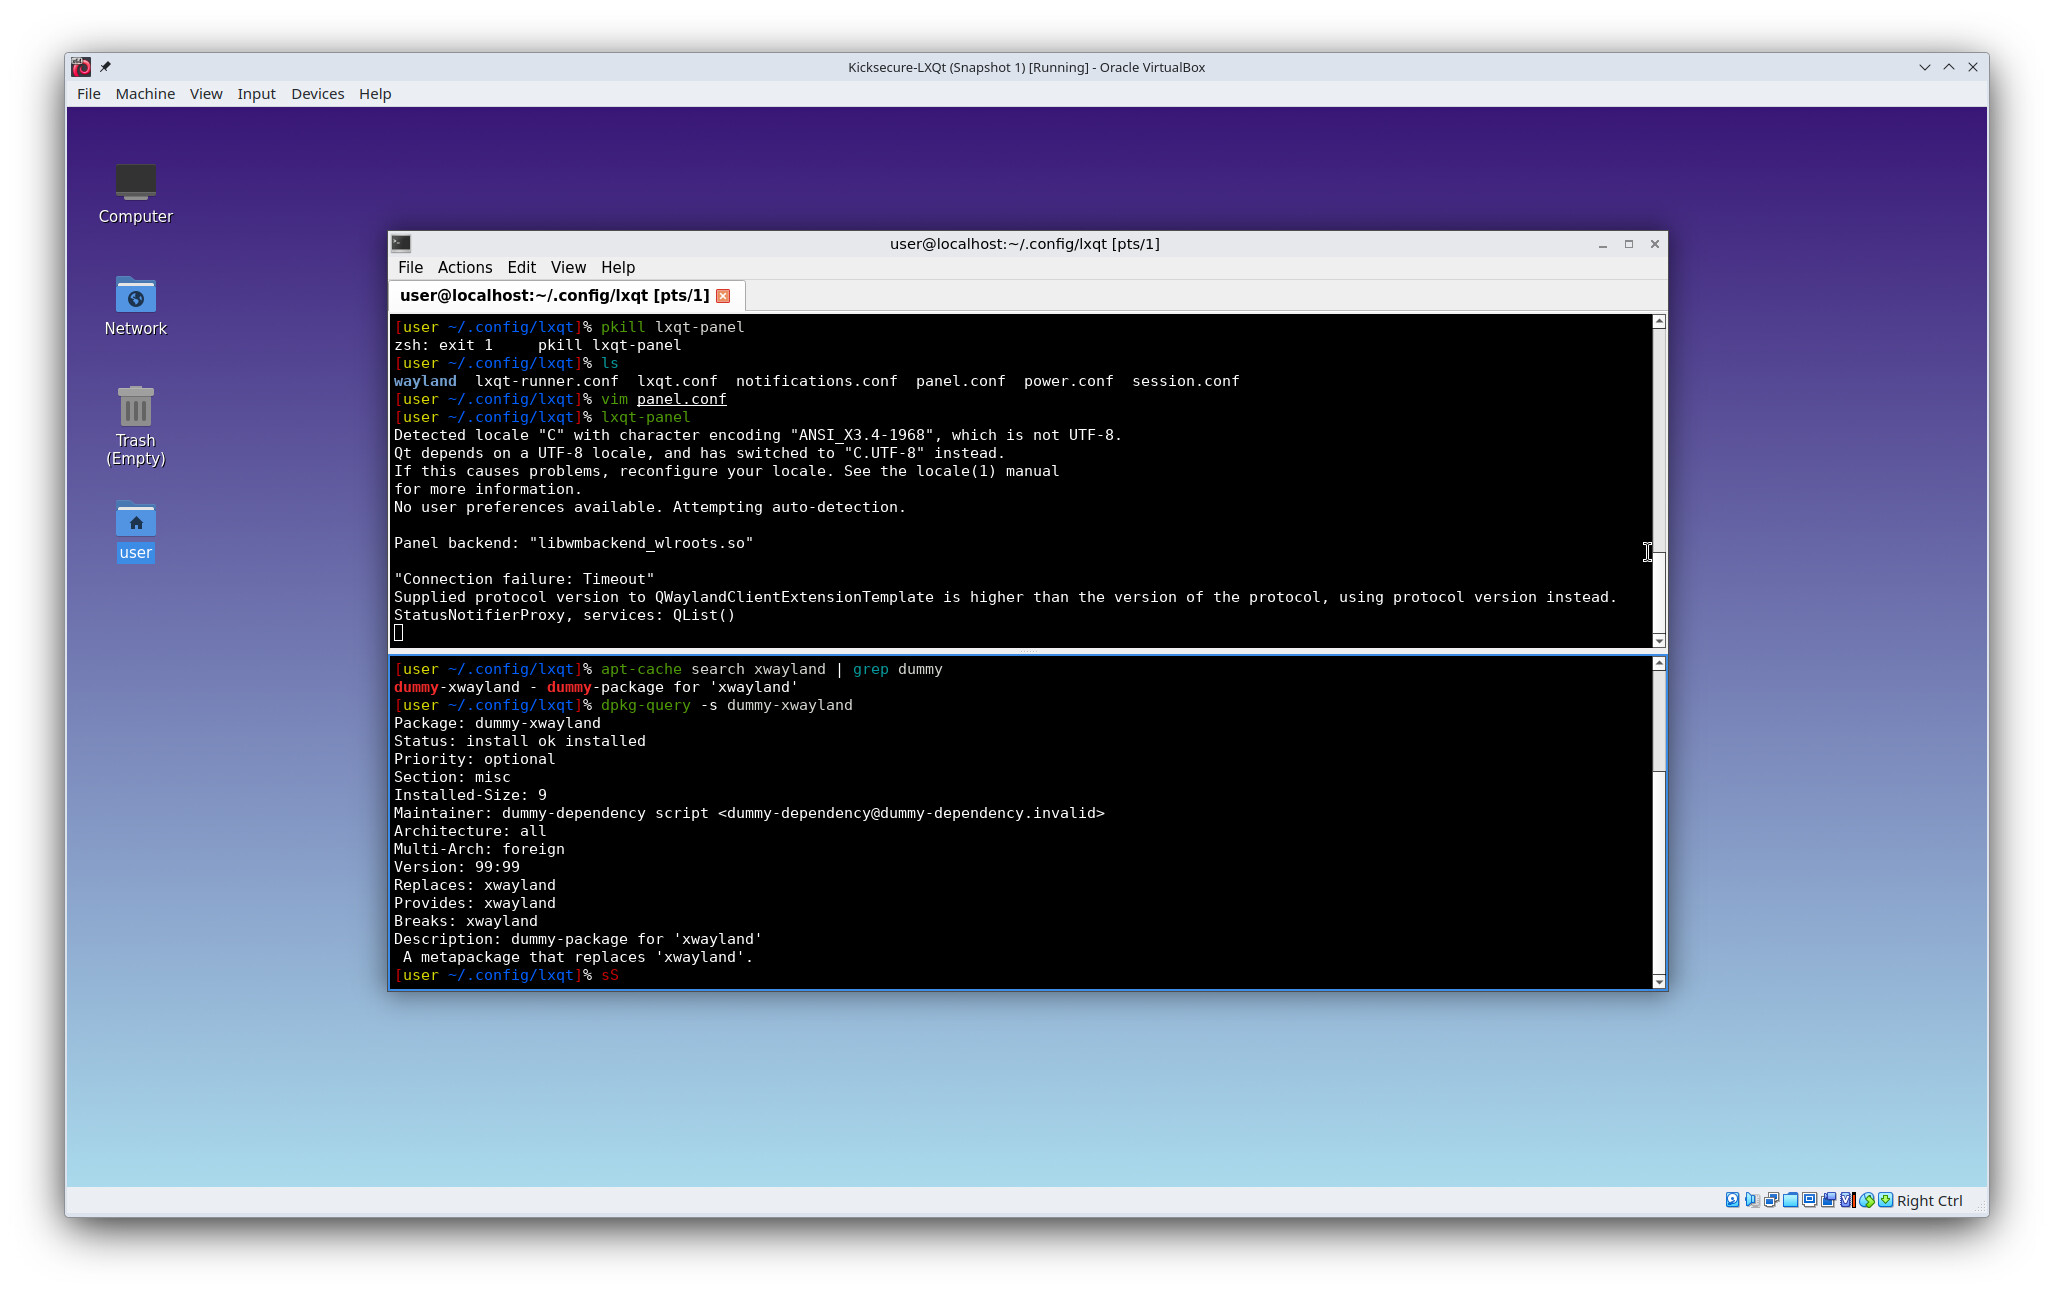 Kicksecure-LXQt (Snapshot 1) [Running] - Oracle VirtualBox
File Machine View Input Devices Help
Computer
Network
Trash
(Empty)
user
user@localhost:~/.config/lxqt [pts/1]
File Actions Edit View Help
user@localhost:~/.config/lxqt [pts/1]
[user ~/.config/lxqt]% pkill lxqt-panel
zsh: exit 1     pkill lxqt-panel
[user ~/.config/lxqt]% ls
wayland  lxqt-runner.conf  lxqt.conf  notifications.conf  panel.conf  power.conf  session.conf
[user ~/.config/lxqt]% vim panel.conf
[user ~/.config/lxqt]% lxqt-panel
Detected locale "C" with character encoding "ANSI_X3.4-1968", which is not UTF-8.
Qt depends on a UTF-8 locale, and has switched to "C.UTF-8" instead.
If this causes problems, reconfigure your locale. See the locale(1) manual
for more information.
No user preferences available. Attempting auto-detection.
Panel backend: "libwmbackend_wlroots.so"
"Connection failure: Timeout"
Supplied protocol version to QWaylandClientExtensionTemplate is higher than the version of the protocol, using protocol version instead.
StatusNotifierProxy, services: QList()
[user ~/.config/lxqt]% apt-cache search xwayland | grep dummy
dummy-xwayland - dummy-package for 'xwayland'
[user ~/.config/lxqt]% dpkg-query -s dummy-xwayland
Package: dummy-xwayland
Status: install ok installed
Priority: optional
Section: misc
Installed-Size: 9
Maintainer: dummy-dependency script <dummy-dependency@dummy-dependency.invalid>
Architecture: all
Multi-Arch: foreign
Version: 99:99
Replaces: xwayland
Provides: xwayland
Breaks: xwayland
Description: dummy-package for 'xwayland'
 A metapackage that replaces 'xwayland'.
[user ~/.config/lxqt]% sS
Right Ctrl